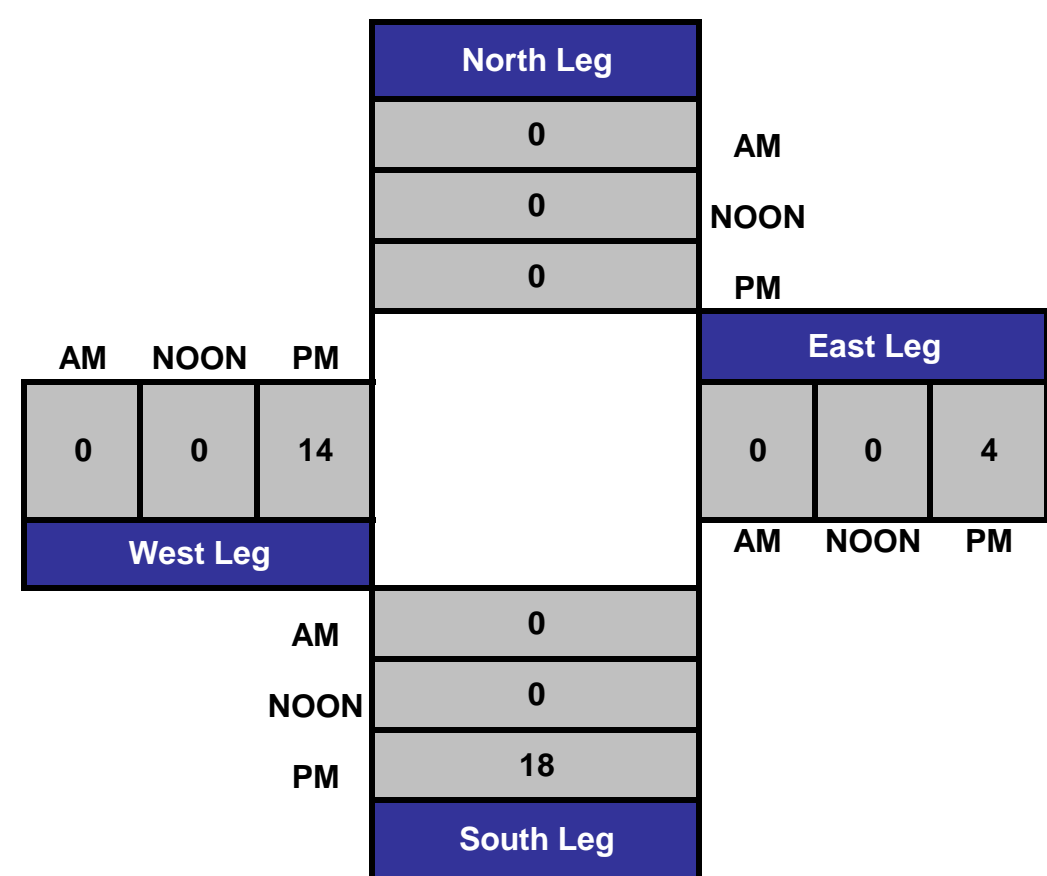 North Leg
0 AM
0 NOON
0 PM
East Leg
AM NOON PM
0 0 14
0 0 4
West Leg
AM NOON PM
AM 0
NOON 0
PM 18
South Leg